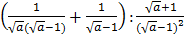 (1/(√a(√a−1)) + 1/(√a−1)) : (√a+1)/(√a−1)²